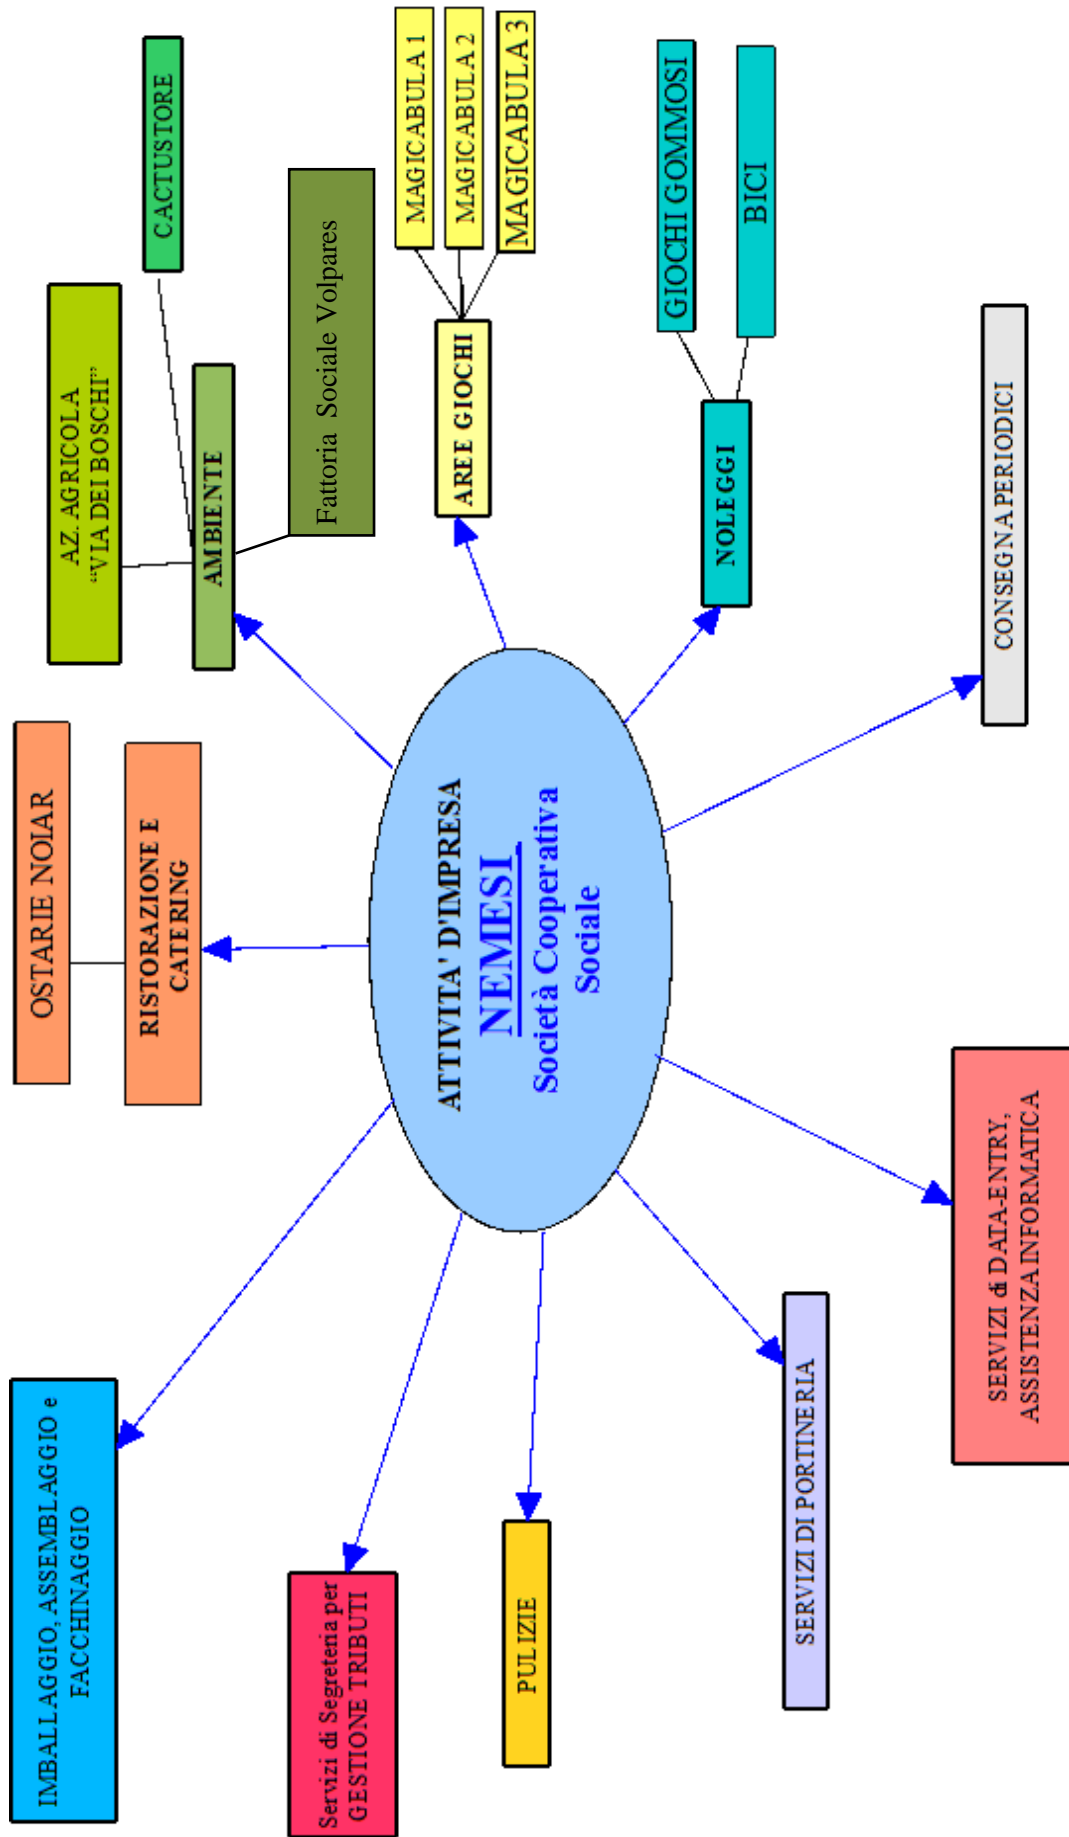 IMBALLAGGIO, ASSEMBLAGGIO e
FACCHINAGGIO
OSTARIE NOIAR
RISTORAZIONE E
CATERING
AZ. AGRICOLA
“VIA DEI BOSCHI”
CACTUSTORE
AMBIENTE
Fattoria Sociale Volpares
Servizi di Segreteria per
GESTIONE TRIBUTI
ATTIVITA' D'IMPRESA
NEMESI
Società Cooperativa
Sociale
AREE GIOCHI
MAGICABULA 1
MAGICABULA 2
MAGICABULA 3
PULIZIE
NOLEGGI
GIOCHI GOMMOSI
BICI
SERVIZI DI PORTINERIA
SERVIZI di DATA-ENTRY,
ASSISTENZA INFORMATICA
CONSEGNA PERIODICI